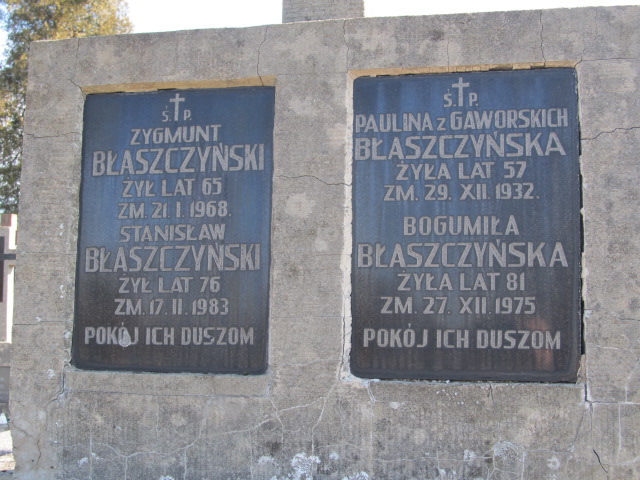 Ś.P.
ZYGMUNT
BŁASZCZYŃSKI
ŻYŁ LAT 65
ZM. 21. I. 1968.
STANISŁAW
BŁASZCZYŃSKI
ŻYŁ LAT 76
ZM. 17. II. 1983
POKÓJ ICH DUSZOM
Ś.P.
PAULINA z GAWORSKICH
BŁASZCZYŃSKA
ŻYŁA LAT 57
ZM. 29. XII. 1932.
BOGUMIŁA
BŁASZCZYŃSKA
ŻYŁA LAT 81
ZM. 27. XII. 1975
POKÓJ ICH DUSZOM